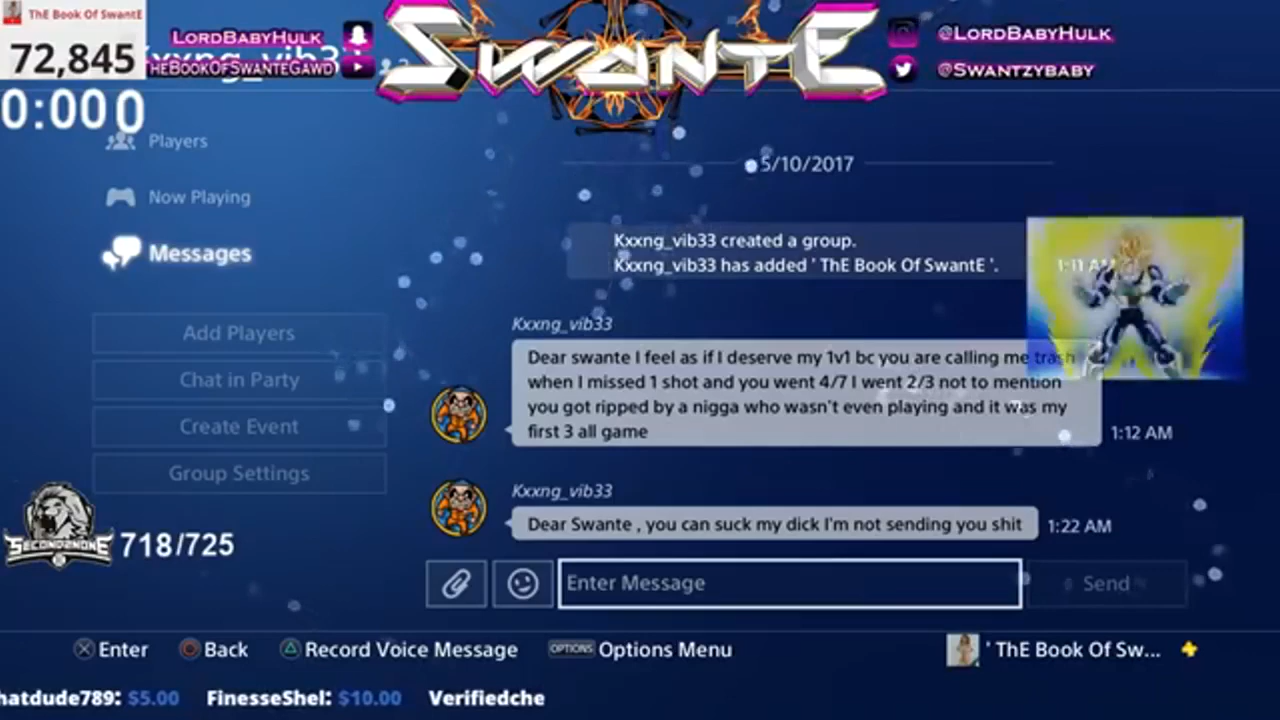 ThE Book Of SwantE
72,845
LordBabyHulk
heBookOfSwanteGawd
SwantE
@LordBabyHulk
@Swantzybaby
0:00 0
Players
Now Playing
Messages
Add Players
Chat in Party
Create Event
Group Settings
5/10/2017
Kxxng_vib33 created a group.
Kxxng_vib33 has added ' ThE Book Of SwantE '.
1:11 AM
Kxxng_vib33
Dear swante I feel as if I deserve my 1v1 bc you are calling me trash
when I missed 1 shot and you went 4/7 I went 2/3 not to mention
you got ripped by a nigga who wasn't even playing and it was my
first 3 all game
1:12 AM
Kxxng_vib33
Dear Swante , you can suck my dick I'm not sending you shit
1:22 AM
Second2None
718/725
Enter Message
Send
Enter
Back
Record Voice Message
OPTIONS Options Menu
' ThE Book Of Sw...
hatdude789: $5.00 FinesseShel: $10.00 Verifiedche